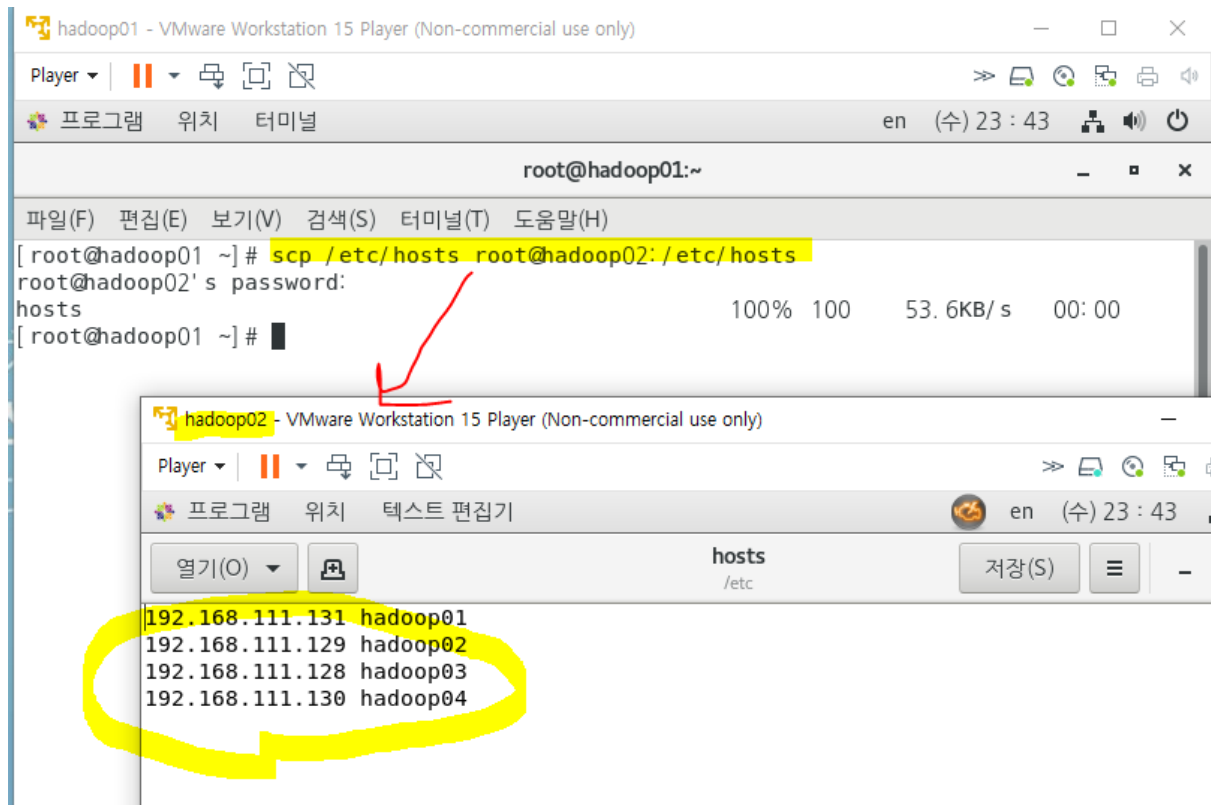 hadoop01 - VMware Workstation 15 Player (Non-commercial use only)
Player
프로그램 위치 터미널 en (수) 23 : 43
root@hadoop01:~
파일(F) 편집(E) 보기(V) 검색(S) 터미널(T) 도움말(H)
[root@hadoop01 ~]# scp /etc/hosts root@hadoop02:/etc/hosts
root@hadoop02's password:
hosts 100% 100 53.6KB/s 00:00
[root@hadoop01 ~]#
hadoop02 - VMware Workstation 15 Player (Non-commercial use only)
Player
프로그램 위치 텍스트 편집기 en (수) 23 : 43
열기(O) hosts 저장(S)
/etc
192.168.111.131 hadoop01
192.168.111.129 hadoop02
192.168.111.128 hadoop03
192.168.111.130 hadoop04